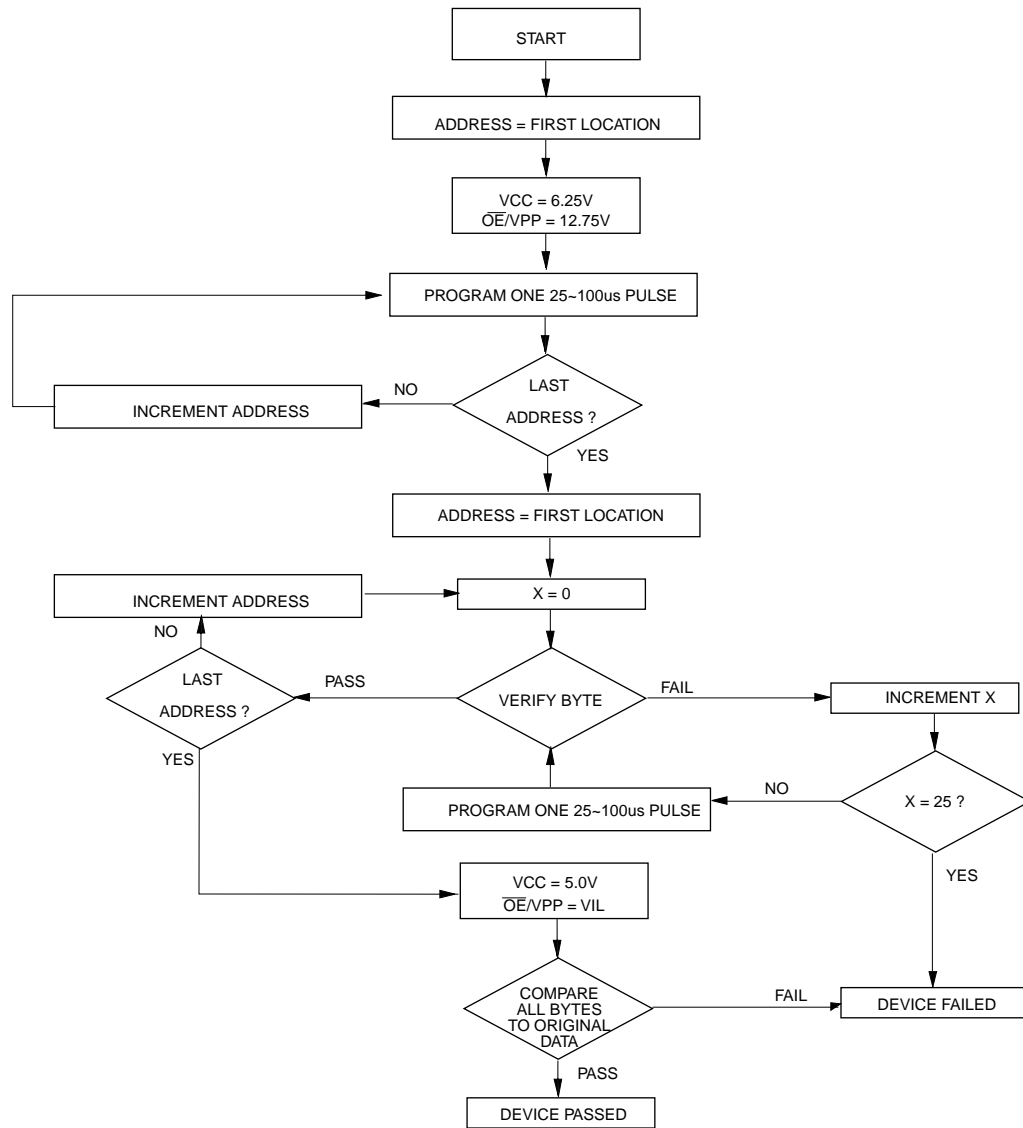 START
ADDRESS = FIRST LOCATION
VCC = 6.25V
O̅E̅/VPP = 12.75V
PROGRAM ONE 25~100us PULSE
LAST
ADDRESS ?
NO
INCREMENT ADDRESS
YES
ADDRESS = FIRST LOCATION
INCREMENT ADDRESS
X = 0
NO
LAST
ADDRESS ?
PASS
VERIFY BYTE
FAIL
INCREMENT X
YES
PROGRAM ONE 25~100us PULSE
NO
X = 25 ?
VCC = 5.0V
O̅E̅/VPP = VIL
YES
COMPARE
ALL BYTES
TO ORIGINAL
DATA
FAIL
DEVICE FAILED
PASS
DEVICE PASSED